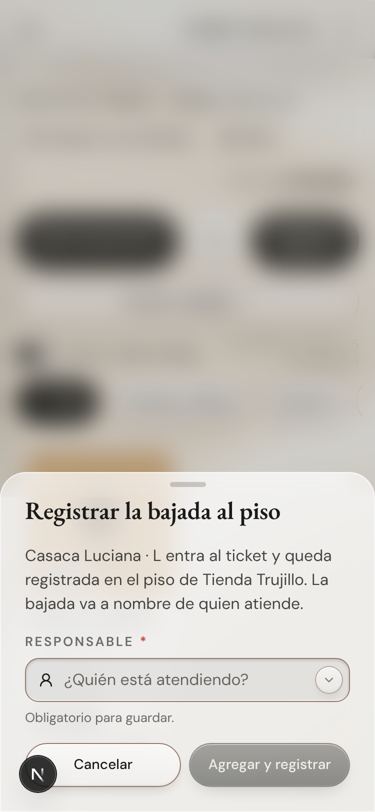 Registrar la bajada al piso
Casaca Luciana · L entra al ticket y queda
registrada en el piso de Tienda Trujillo. La
bajada va a nombre de quien atiende.
RESPONSABLE *
¿Quién está atendiendo?
Obligatorio para guardar.
Cancelar
Agregar y registrar
N